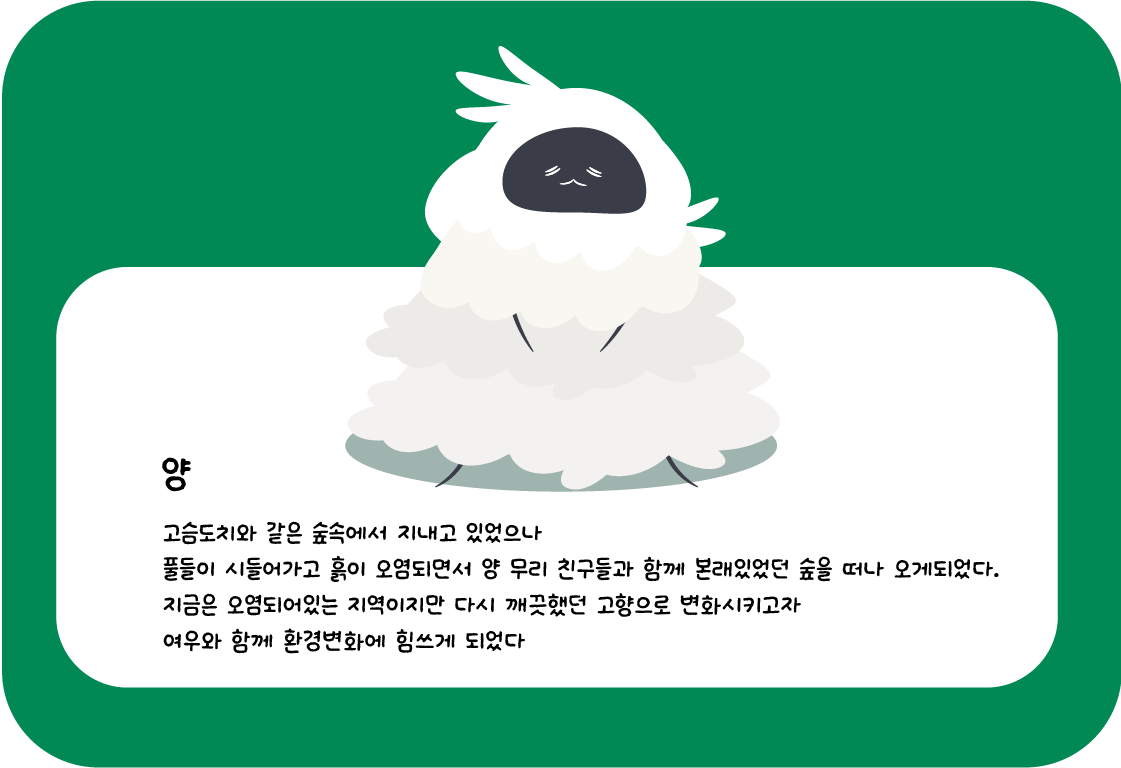 양
고슴도치와 같은 숲속에서 지내고 있었으나
풀들이 시들어가고 흙이 오염되면서 양 무리 친구들과 함께 본래있었던 숲을 떠나 오게되었다.
지금은 오염되어있는 지역이지만 다시 깨끗했던 고향으로 변화시키고자
여우와 함께 환경변화에 힘쓰게 되었다